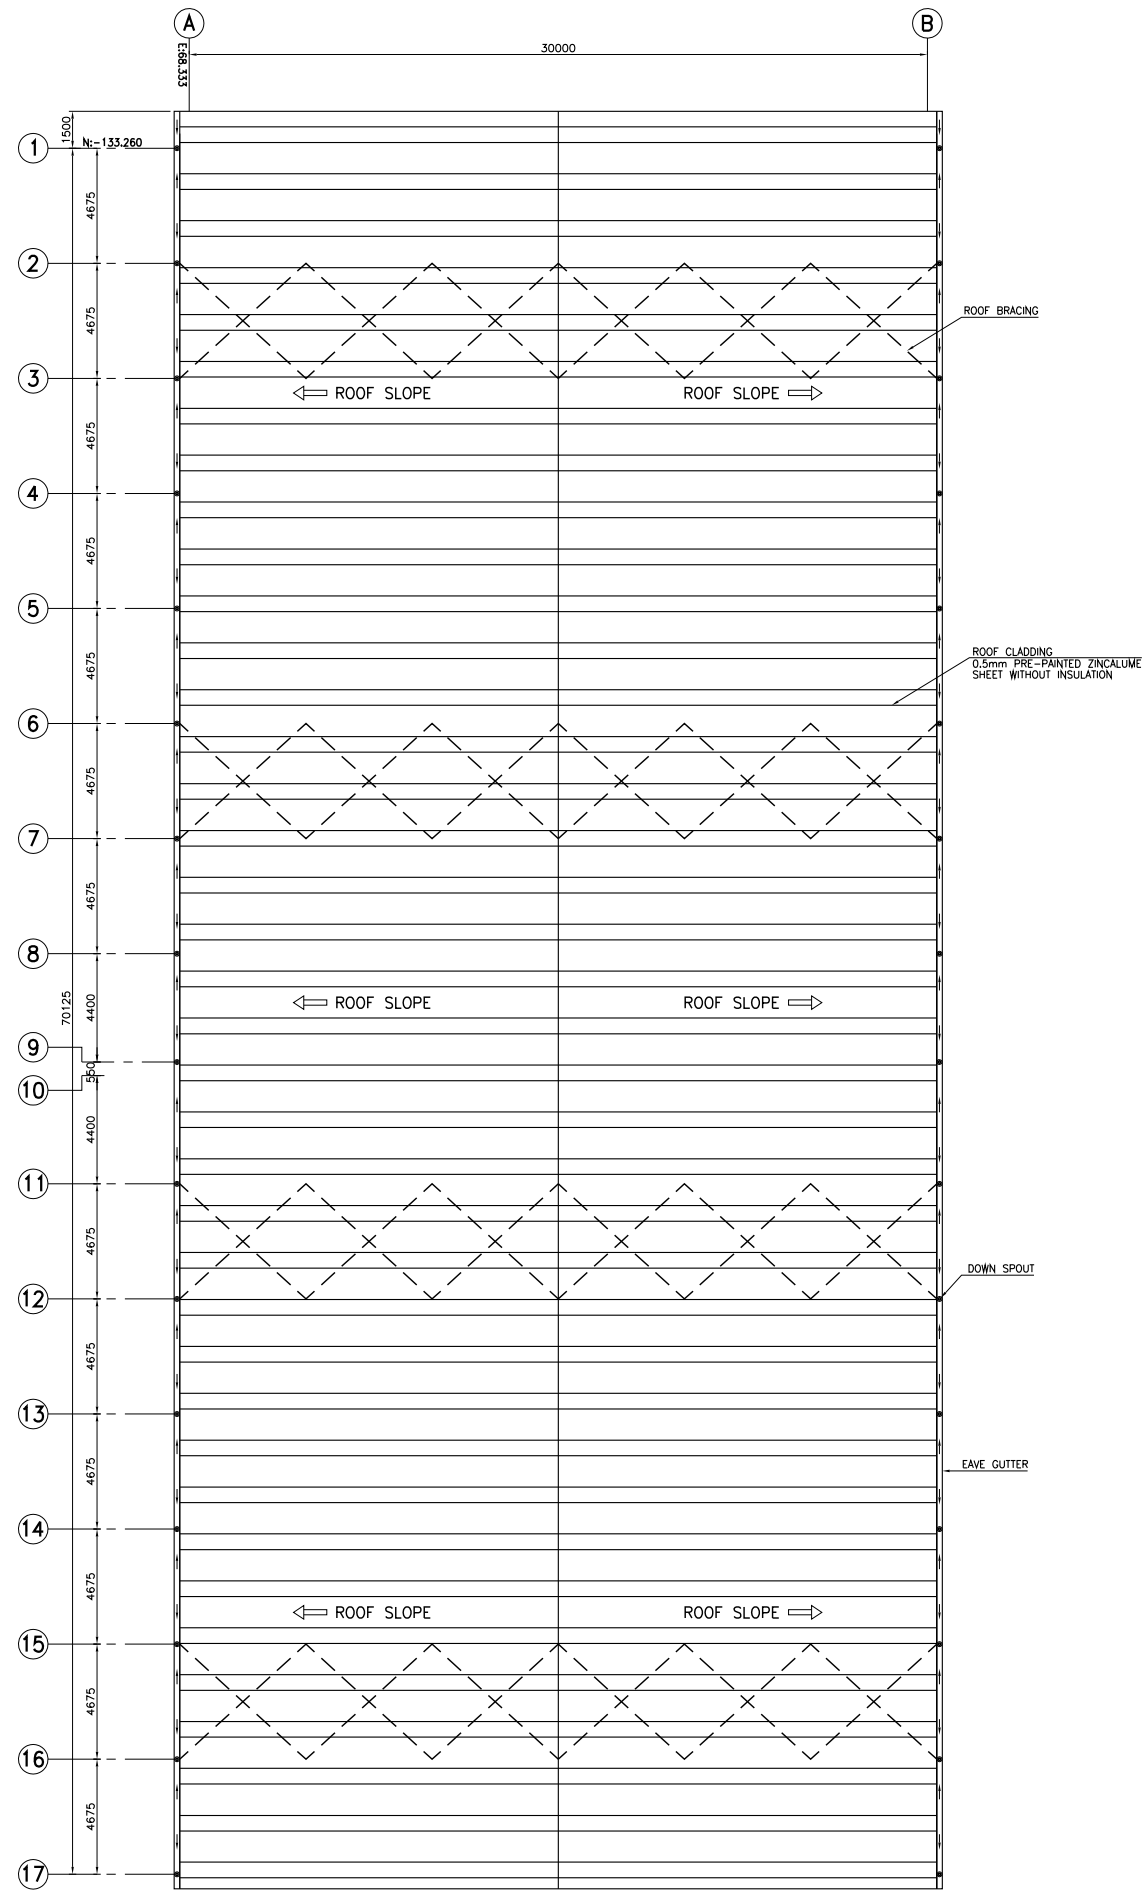 A
B
E:68.333
30000
1500
1
N:-133.260
4675
2
4675
ROOF BRACING
3
ROOF SLOPE
ROOF SLOPE
4675
4
4675
5
4675
ROOF CLADDING
0.5mm PRE-PAINTED ZINCALUME
SHEET WITHOUT INSULATION
6
4675
7
4675
8
70125
4400
ROOF SLOPE
ROOF SLOPE
9
550
10
4400
11
4675
DOWN SPOUT
12
4675
13
4675
EAVE GUTTER
14
4675
ROOF SLOPE
ROOF SLOPE
15
4675
16
4675
17